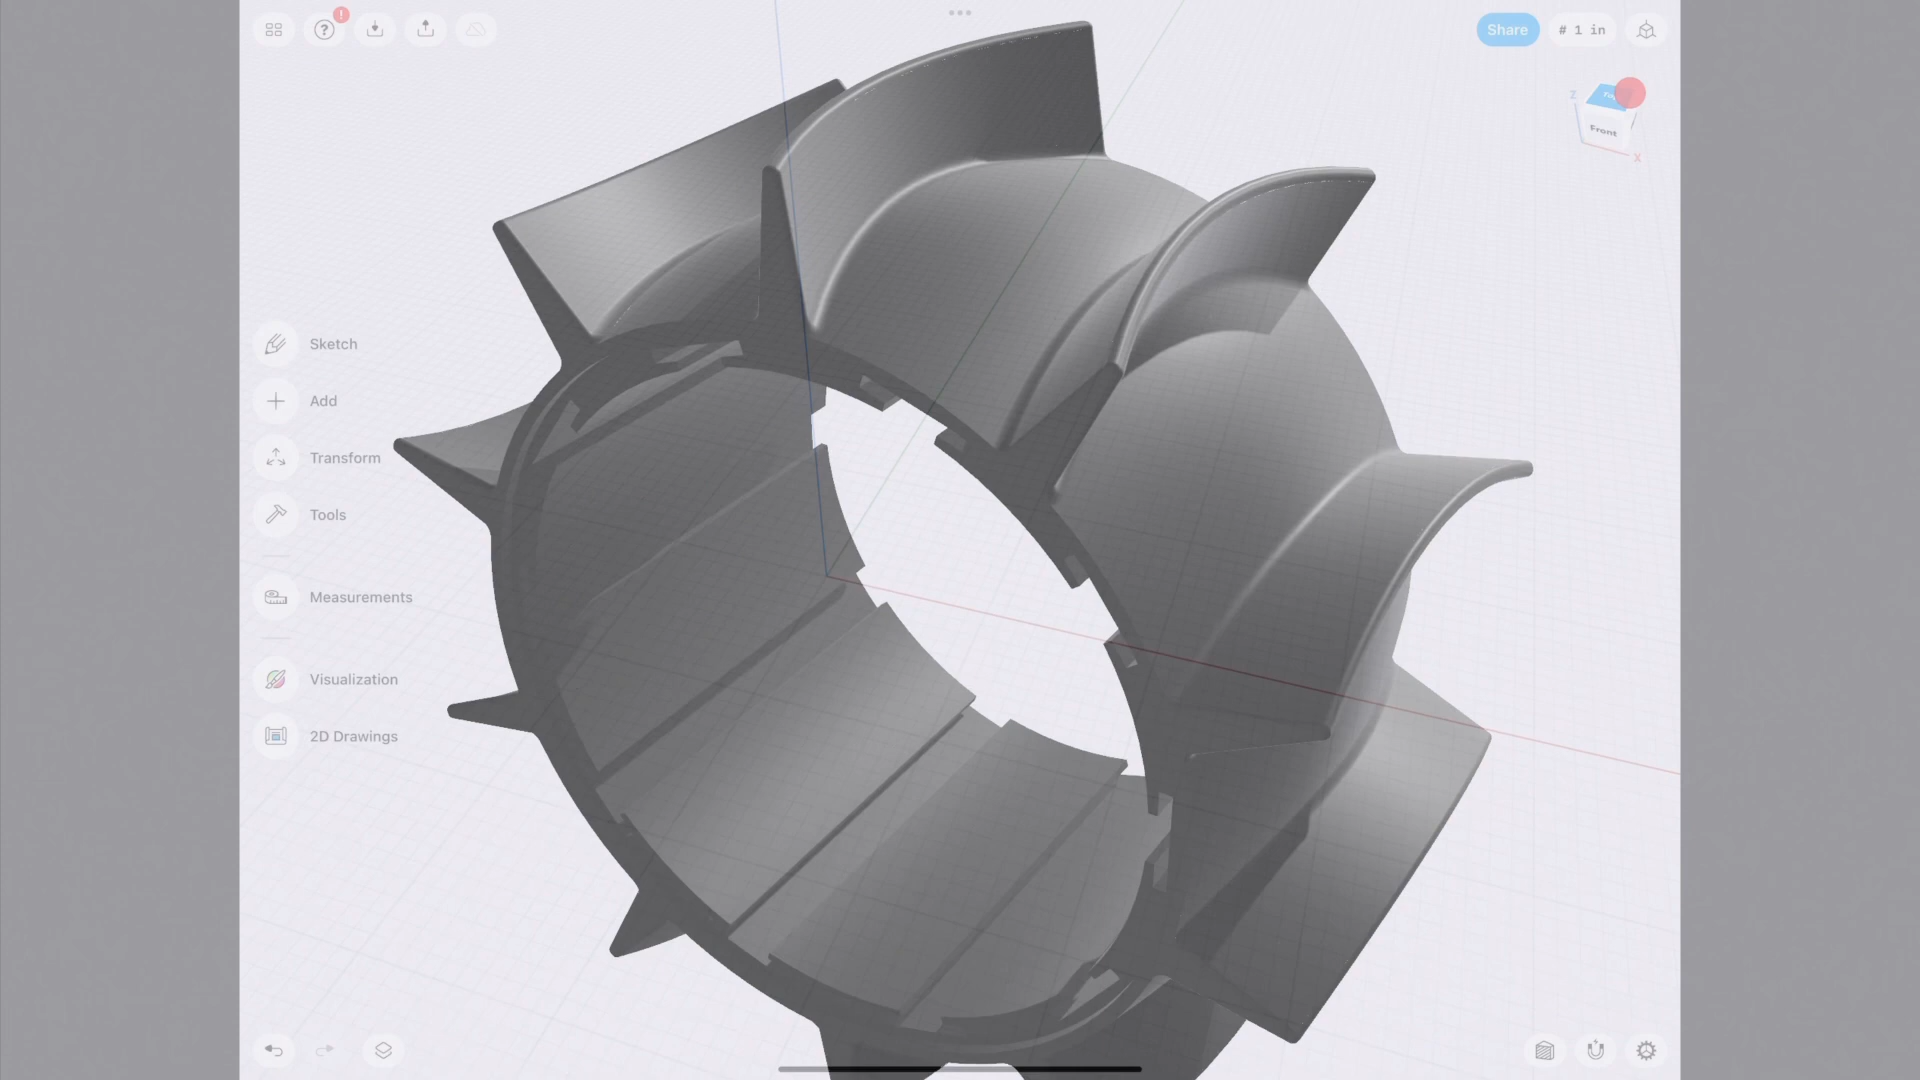 Share
# 1 in
Z
Front
X
Sketch
Add
Transform
Tools
Measurements
Visualization
2D Drawings